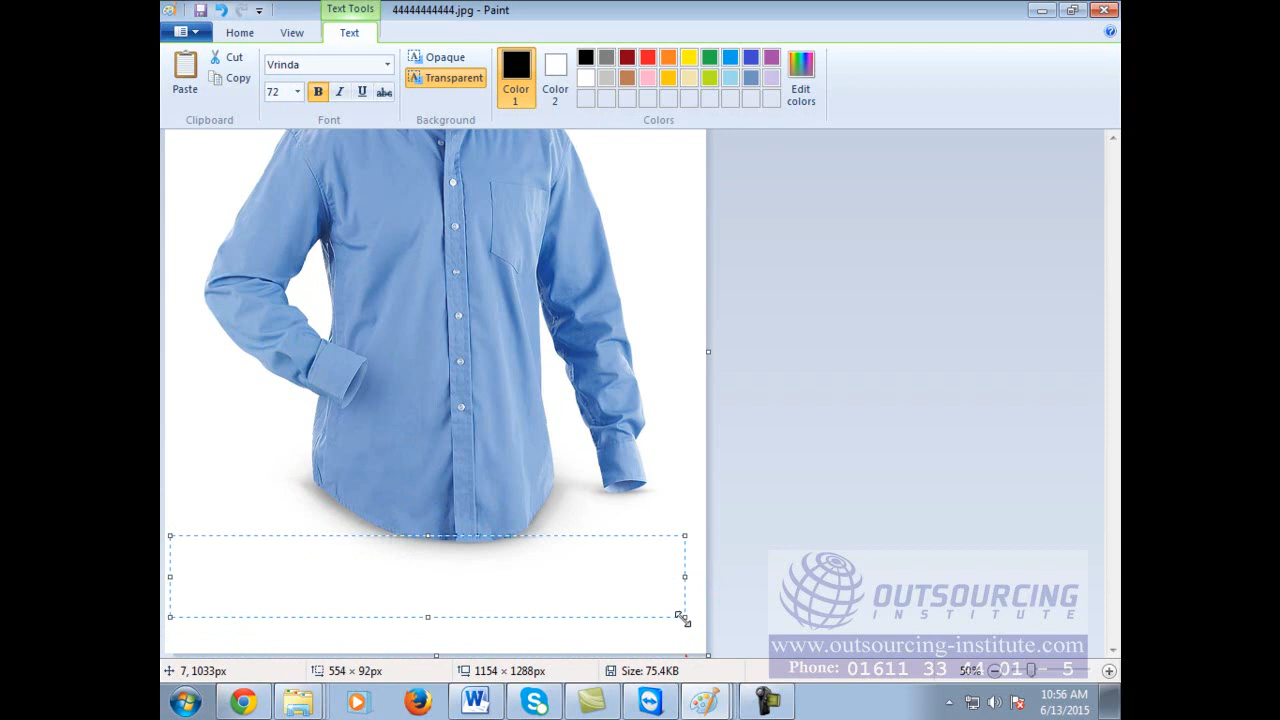 Text Tools
44444444444.jpg - Paint
Home View Text
Paste
Cut
Copy
Clipboard
Vrinda
72 B I U abc
Font
Opaque
Transparent
Background
Color 1
Color 2
Edit colors
Colors
OUTSOURCING
INSTITUTE
www.outsourcing-institute.com
7, 1033px
554 × 92px
1154 × 1288px
Size: 75.4KB
50%
10:56 AM
6/13/2015